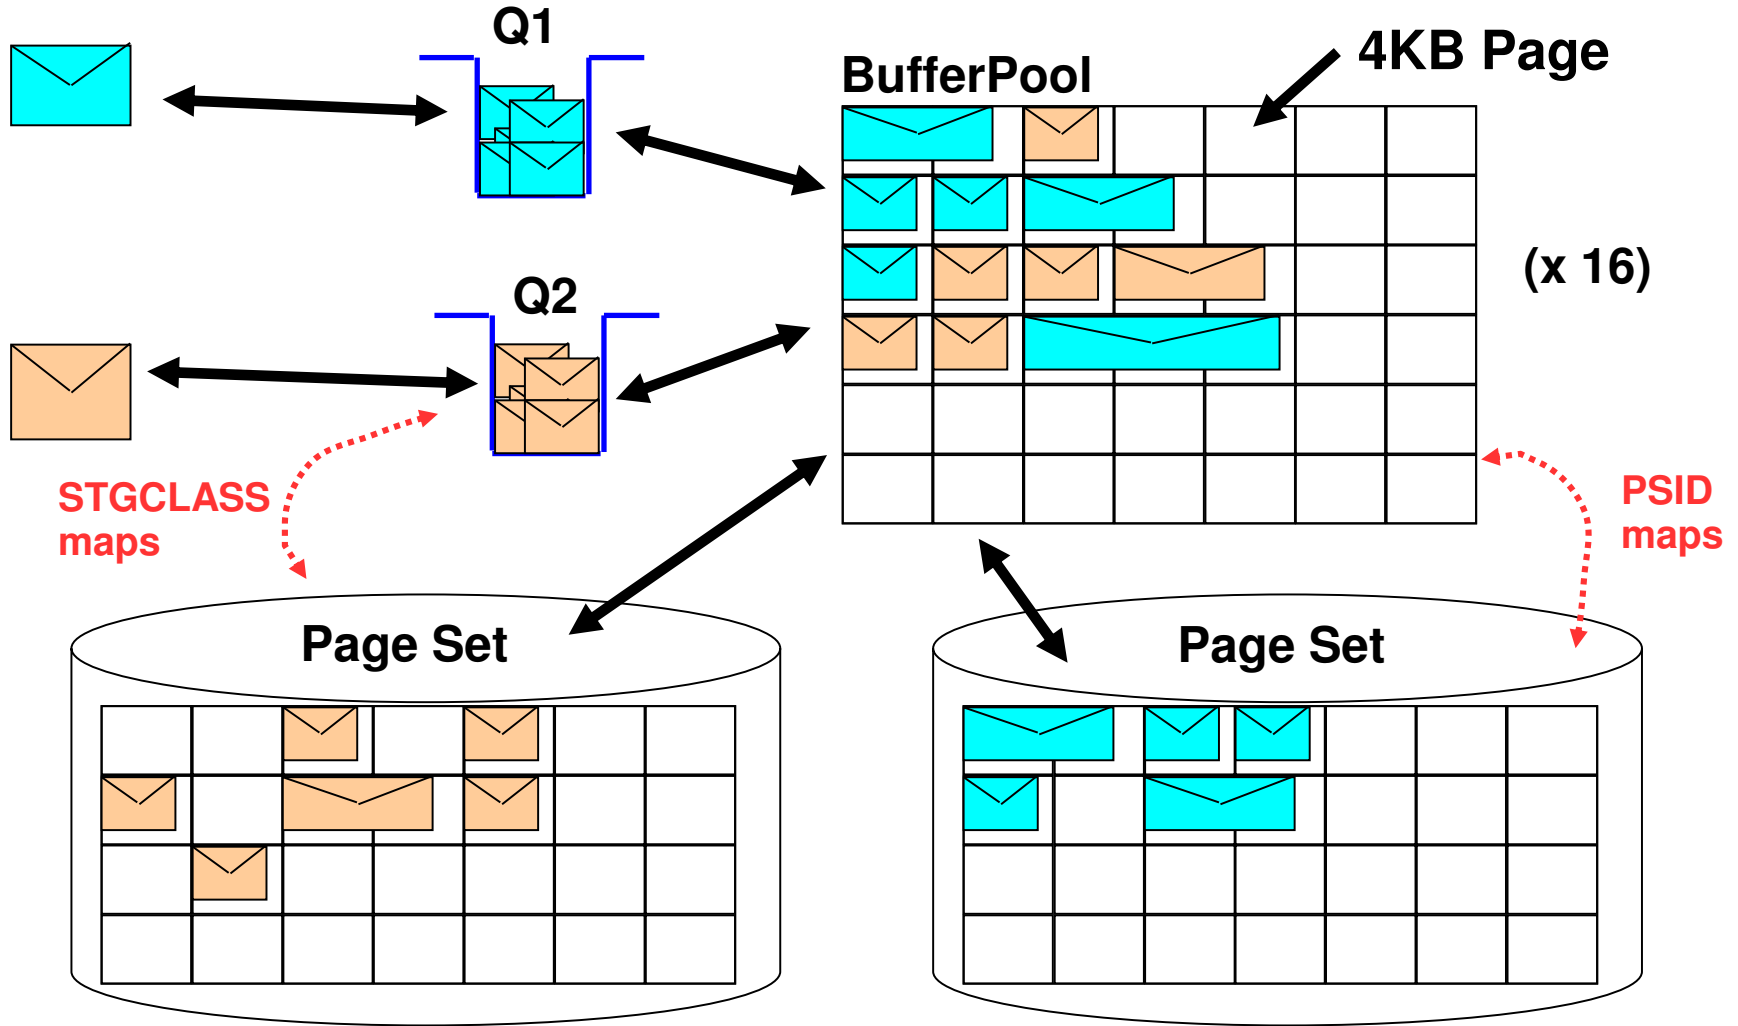 Q1
4KB Page
BufferPool
(x 16)
Q2
STGCLASS
maps
PSID
maps
Page Set
Page Set